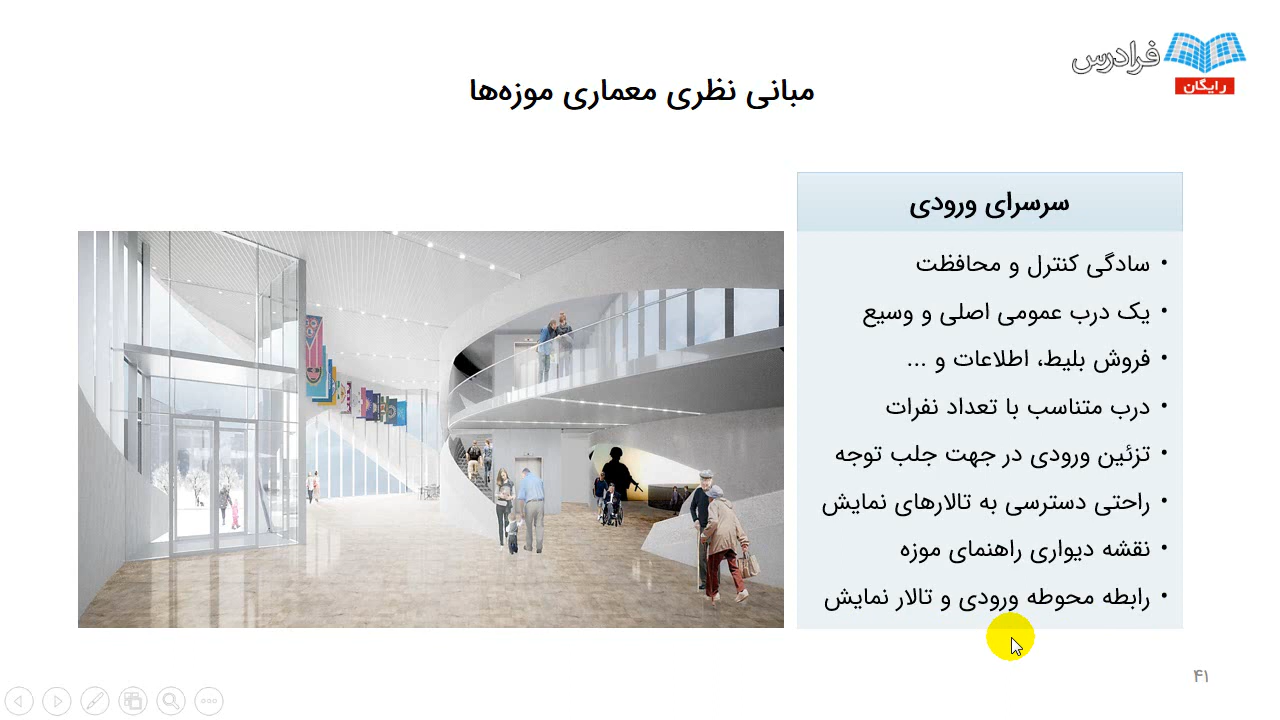 فرادرس
رایگان
مبانی نظری معماری موزه‌ها
سرسرای ورودی
• سادگی کنترل و محافظت
• یک درب عمومی اصلی و وسیع
• فروش بلیط، اطلاعات و ...
• درب متناسب با تعداد نفرات
• تزئین ورودی در جهت جلب توجه
• راحتی دسترسی به تالارهای نمایش
• نقشه دیواری راهنمای موزه
• رابطه محوطه ورودی و تالار نمایش
۴۱